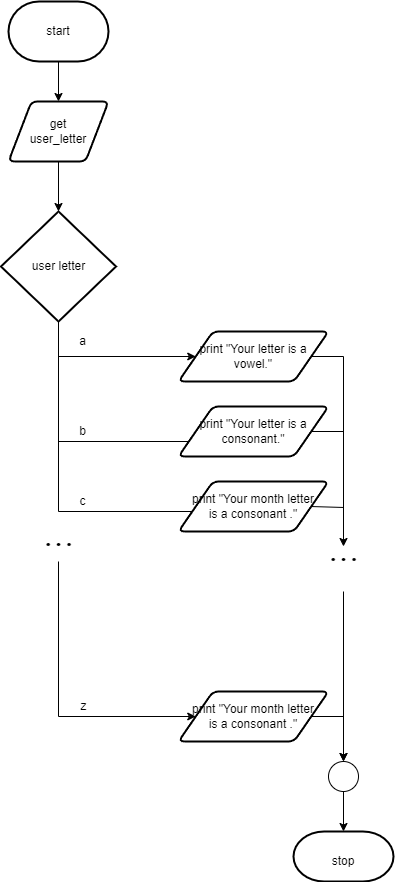 start
get
user_letter
user letter
a
print "Your letter is a
vowel."
b
print "Your letter is a
consonant."
c
print "Your month letter
is a consonant ."
...
...
z
print "Your month letter
is a consonant ."
stop